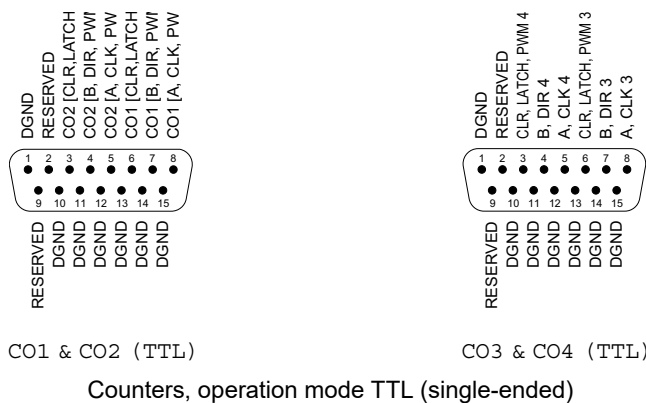 DGND
RESERVED
CO2 [CLR,LATCH
CO2 [B, DIR, PW
CO2 [A, CLK, PW
CO1 [CLR,LATCH
CO1 [B, DIR, PW
CO1 [A, CLK, PW
1 2 3 4 5 6 7 8
9 10 11 12 13 14 15
RESERVED
DGND
DGND
DGND
DGND
DGND
DGND
CO1 & CO2 (TTL)
DGND
RESERVED
CLR, LATCH, PWM 4
B, DIR 4
A, CLK 4
CLR, LATCH, PWM 3
B, DIR 3
A, CLK 3
1 2 3 4 5 6 7 8
9 10 11 12 13 14 15
RESERVED
DGND
DGND
DGND
DGND
DGND
DGND
CO3 & CO4 (TTL)
Counters, operation mode TTL (single-ended)